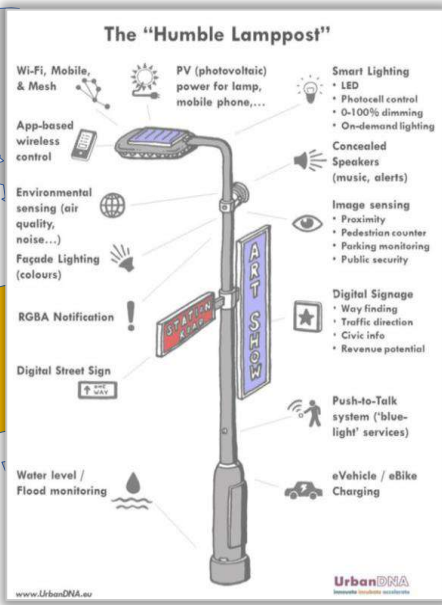 The “Humble Lamppost”
Wi-Fi, Mobile,
& Mesh
PV (photovoltaic)
power for lamp,
mobile phone,...
Smart Lighting
• LED
• Photocell control
• 0-100% dimming
• On-demand lighting
App-based
wireless
control
Concealed
Speakers
(music, alerts)
Environmental
sensing (air
quality,
noise...)
Image sensing
• Proximity
• Pedestrian counter
• Parking monitoring
• Public security
Façade Lighting
(colours)
ART SHOW
RGBA Notification
STATION
ROAD
Digital Signage
• Way finding
• Traffic direction
• Civic info
• Revenue potential
Digital Street Sign
ONE
WAY
Push-to-Talk
system (‘blue-
light’ services)
Water level /
Flood monitoring
eVehicle / eBike
Charging
www.UrbanDNA.eu
UrbanDNA
innovate incubate accelerate